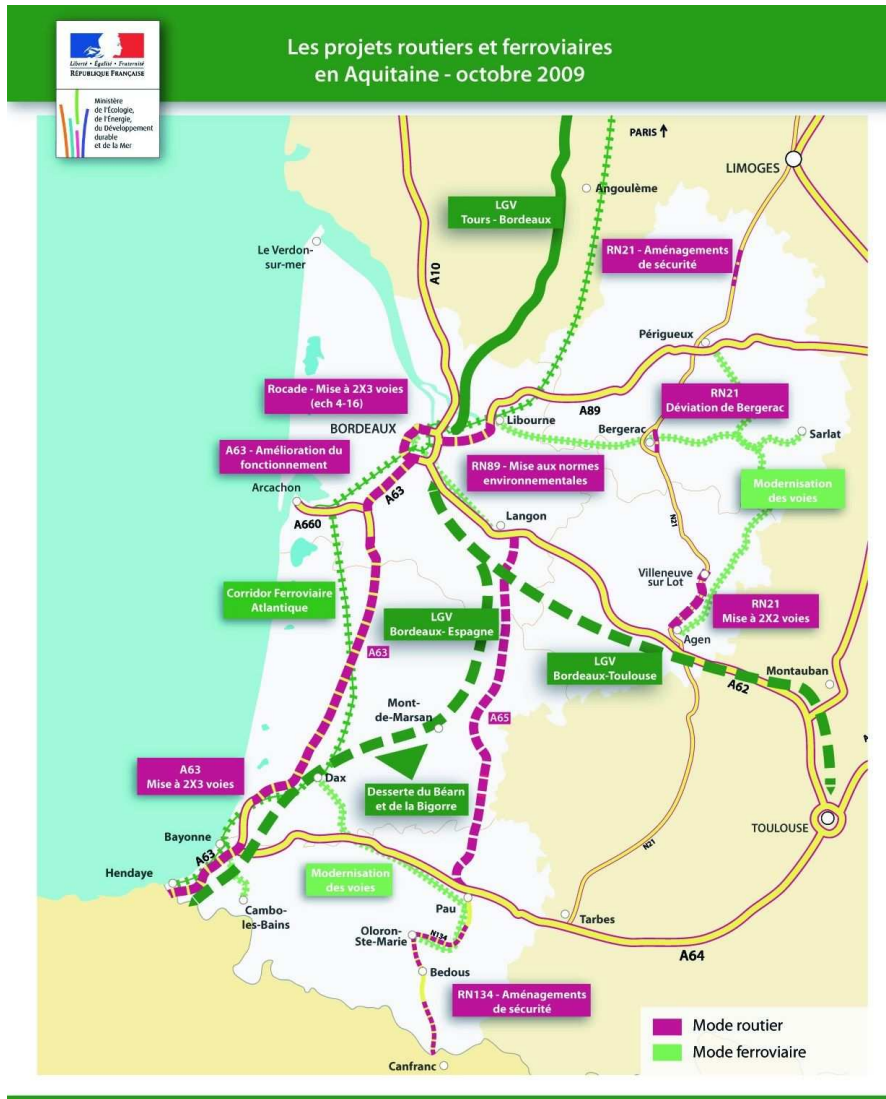 Les projets routiers et ferroviaires
en Aquitaine - octobre 2009
Liberté • Égalité • Fraternité
RÉPUBLIQUE FRANÇAISE
Ministère
de l'Écologie,
de l'Énergie,
du Développement
durable
et de la Mer
PARIS
LIMOGES
Angoulême
LGV
Tours - Bordeaux
RN21 - Aménagements
de sécurité
Le Verdon-
sur-mer
A10
Périgueux
Rocade - Mise à 2X3 voies
(ech 4-16)
RN21
Déviation de Bergerac
A89
Libourne
BORDEAUX
Bergerac
Sarlat
A63 - Amélioration du
fonctionnement
RN89 - Mise aux normes
environnementales
Modernisation
des voies
Arcachon
A63
A660
Langon
N21
Villeneuve
sur Lot
Corridor Ferroviaire
Atlantique
RN21
Mise à 2X2 voies
LGV
Bordeaux- Espagne
Agen
A63
LGV
Bordeaux-Toulouse
Montauban
A62
Mont-
de-Marsan
A65
A63
Mise à 2X3 voies
Dax
Desserte du Béarn
et de la Bigorre
TOULOUSE
Bayonne
A63
N21
Hendaye
Modernisation
des voies
Cambo-
les-Bains
Pau
Tarbes
Oloron-
Ste-Marie
N134
A64
Bedous
RN134 - Aménagements
de sécurité
Canfranc
Mode routier
Mode ferroviaire